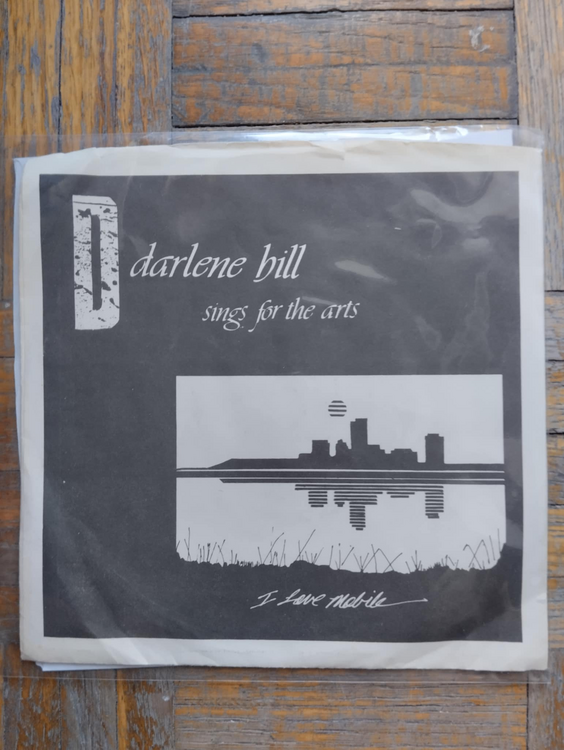 D
darlene hill
sings for the arts
I Love Mobile